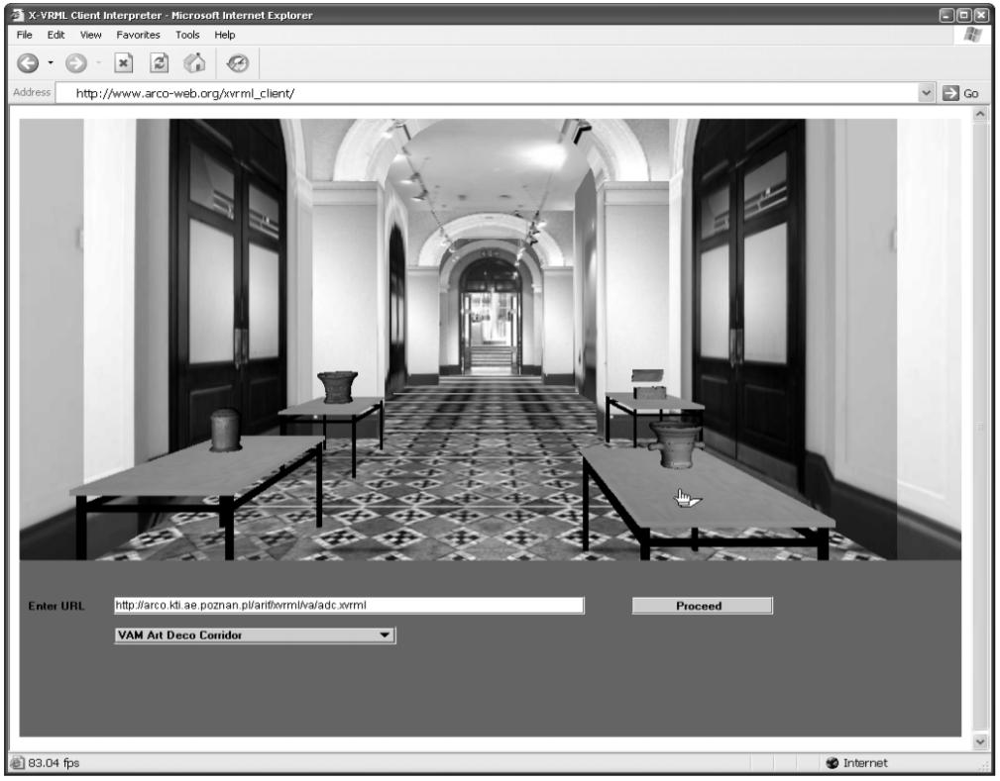 X-VRML Client Interpreter - Microsoft Internet Explorer
File Edit View Favorites Tools Help
Address http://www.arco-web.org/xvrml_client/ Go
Enter URL http://arco.kti.ae.poznan.pl/arif/xvrml/va/adc.xvrml Proceed
VAM Art Deco Corridor
83.04 fps Internet